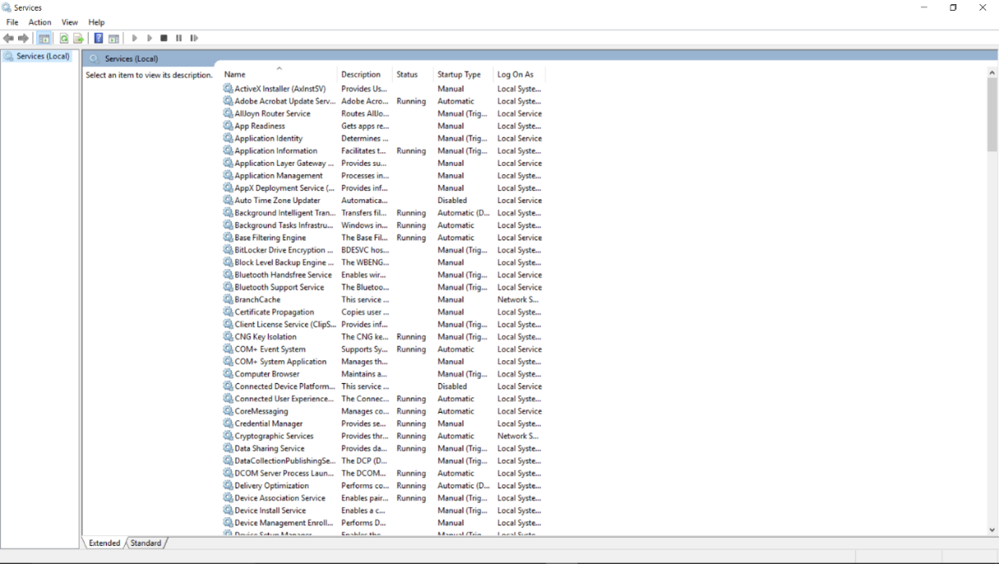 Services
File Action View Help
Services (Local)
Services (Local)
Select an item to view its description.
Name Description Status Startup Type Log On As
ActiveX Installer (AxInstSV) Provides Us... Manual Local Syste...
Adobe Acrobat Update Serv... Adobe Acro... Running Automatic Local Syste...
AllJoyn Router Service Routes AllJo... Manual (Trig... Local Service
App Readiness Gets apps re... Manual Local Syste...
Application Identity Determines ... Manual (Trig... Local Service
Application Information Facilitates t... Running Manual (Trig... Local Syste...
Application Layer Gateway ... Provides su... Manual Local Service
Application Management Processes in... Manual Local Syste...
AppX Deployment Service (... Provides inf... Manual Local Syste...
Auto Time Zone Updater Automatica... Disabled Local Service
Background Intelligent Tran... Transfers fil... Running Automatic (D... Local Syste...
Background Tasks Infrastru... Windows in... Running Automatic Local Syste...
Base Filtering Engine The Base Fil... Running Automatic Local Service
BitLocker Drive Encryption ... BDESVC hos... Manual (Trig... Local Syste...
Block Level Backup Engine ... The WBENG... Manual Local Syste...
Bluetooth Handsfree Service Enables wir... Manual (Trig... Local Service
Bluetooth Support Service The Bluetoo... Manual (Trig... Local Service
BranchCache This service ... Manual Network S...
Certificate Propagation Copies user ... Manual Local Syste...
Client License Service (ClipS... Provides inf... Manual (Trig... Local Syste...
CNG Key Isolation The CNG ke... Running Manual (Trig... Local Syste...
COM+ Event System Supports Sy... Running Automatic Local Service
COM+ System Application Manages th... Manual Local Syste...
Computer Browser Maintains a... Manual (Trig... Local Syste...
Connected Device Platform... This service ... Disabled Local Service
Connected User Experience... The Connec... Running Automatic Local Syste...
CoreMessaging Manages co... Running Automatic Local Service
Credential Manager Provides se... Running Manual Local Syste...
Cryptographic Services Provides thr... Running Automatic Network S...
Data Sharing Service Provides da... Running Manual (Trig... Local Syste...
DataCollectionPublishingSe... The DCP (D... Manual (Trig... Local Syste...
DCOM Server Process Laun... The DCOM... Running Automatic Local Syste...
Delivery Optimization Performs co... Running Automatic (D... Local Syste...
Device Association Service Enables pair... Running Manual (Trig... Local Syste...
Device Install Service Enables a c... Manual (Trig... Local Syste...
Device Management Enroll... Performs D... Manual Local Syste...
Device Setup Manager Enables the Manual (Trig... Local Syste...
Extended Standard